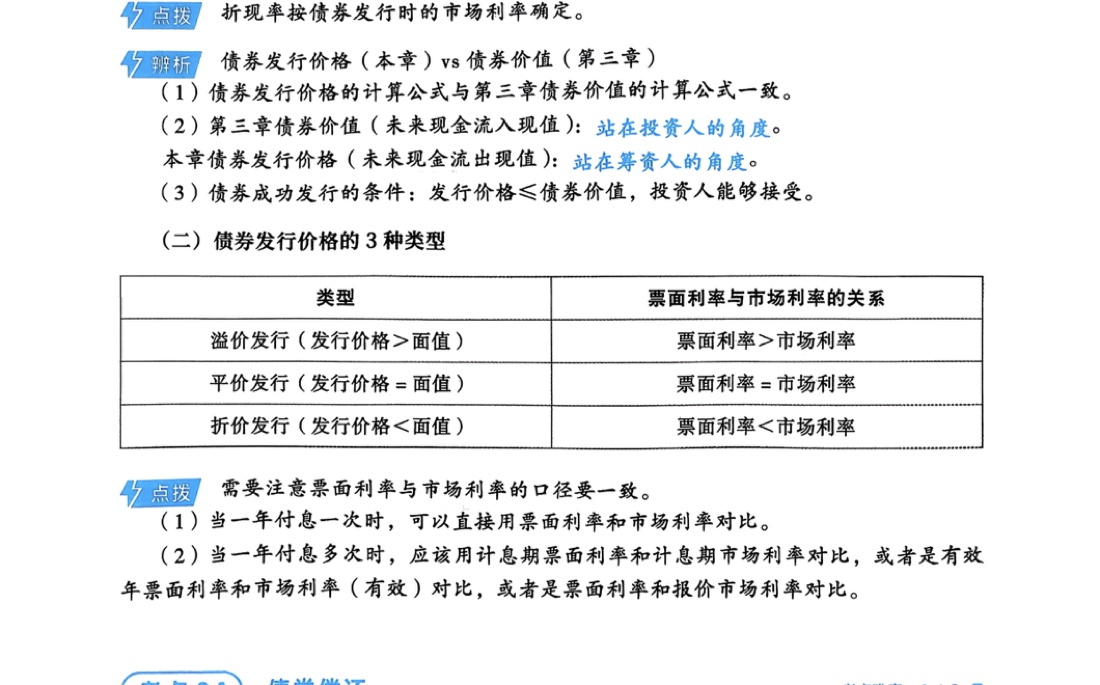 点拨 折现率按债券发行时的市场利率确定。
辨析 债券发行价格（本章）vs 债券价值（第三章）
（1）债券发行价格的计算公式与第三章债券价值的计算公式一致。
（2）第三章债券价值（未来现金流入现值）：站在投资人的角度。
本章债券发行价格（未来现金流出现值）：站在筹资人的角度。
（3）债券成功发行的条件：发行价格≤债券价值，投资人能够接受。
（二）债券发行价格的 3 种类型
类型 票面利率与市场利率的关系
溢价发行（发行价格＞面值） 票面利率＞市场利率
平价发行（发行价格 = 面值） 票面利率 = 市场利率
折价发行（发行价格＜面值） 票面利率＜市场利率
点拨 需要注意票面利率与市场利率的口径要一致。
（1）当一年付息一次时，可以直接用票面利率和市场利率对比。
（2）当一年付息多次时，应该用计息期票面利率和计息期市场利率对比，或者是有效
年票面利率和市场利率（有效）对比，或者是票面利率和报价市场利率对比。
债券偿还